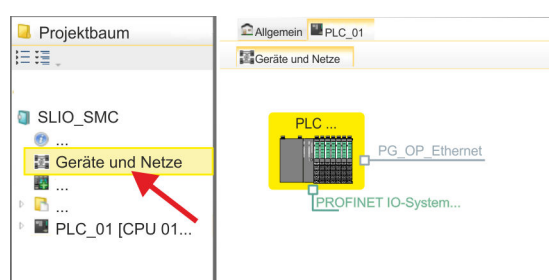 Projektbaum
SLIO_SMC
...
Geräte und Netze
...
...
PLC_01 [CPU 01...
Allgemein PLC_01
Geräte und Netze
PLC ...
PG_OP_Ethernet
PROFINET IO-System...